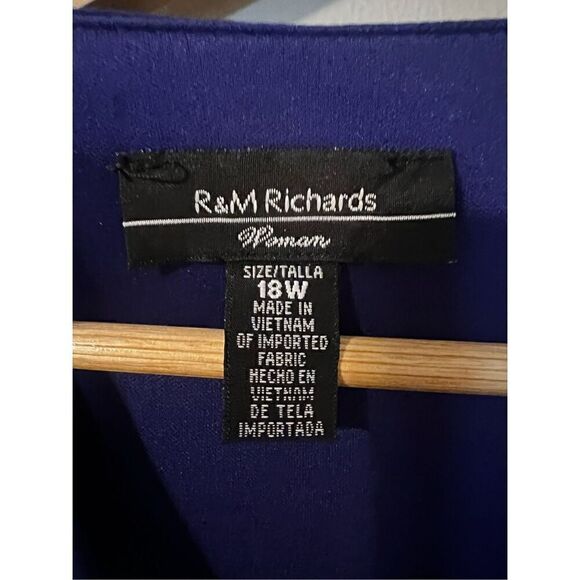 R&M Richards
Woman
SIZE/TALLA
18W
MADE IN
VIETNAM
OF IMPORTED
FABRIC
HECHO EN
VIETNAM
DE TELA
IMPORTADA